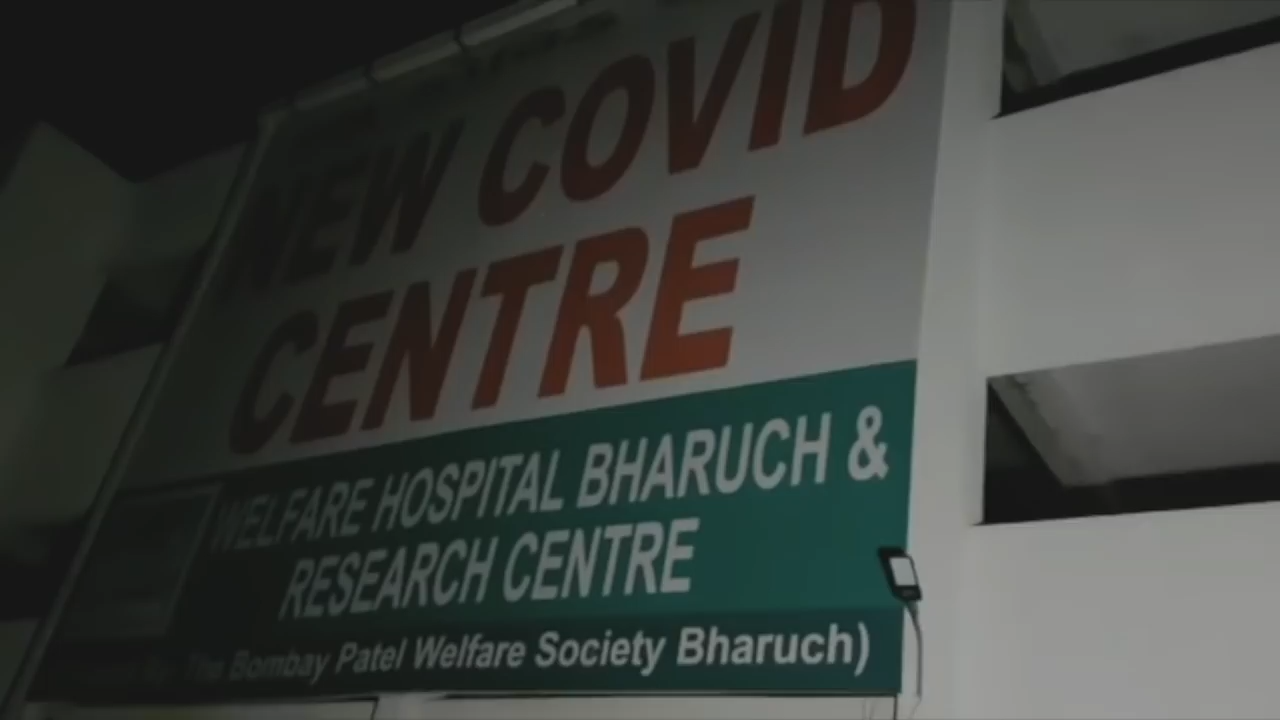 NEW COVID
CENTRE
WELFARE HOSPITAL BHARUCH &
RESEARCH CENTRE
The Bombay Patel Welfare Society Bharuch)